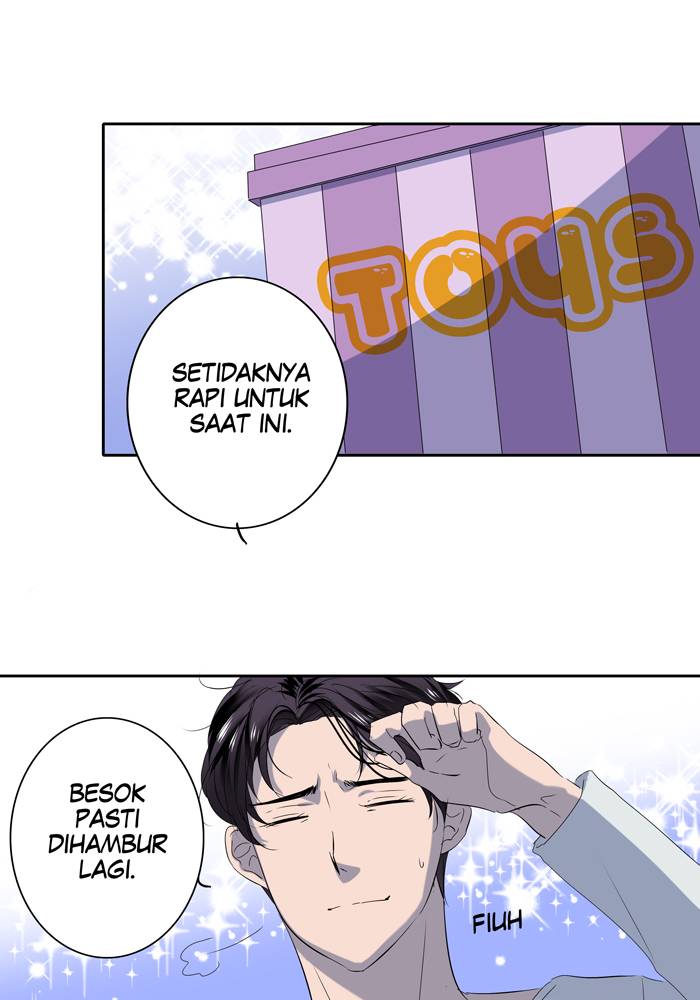 TOYS
SETIDAKNYA
RAPI UNTUK
SAAT INI.
BESOK
PASTI
DIHAMBUR
LAGI.
FIUH